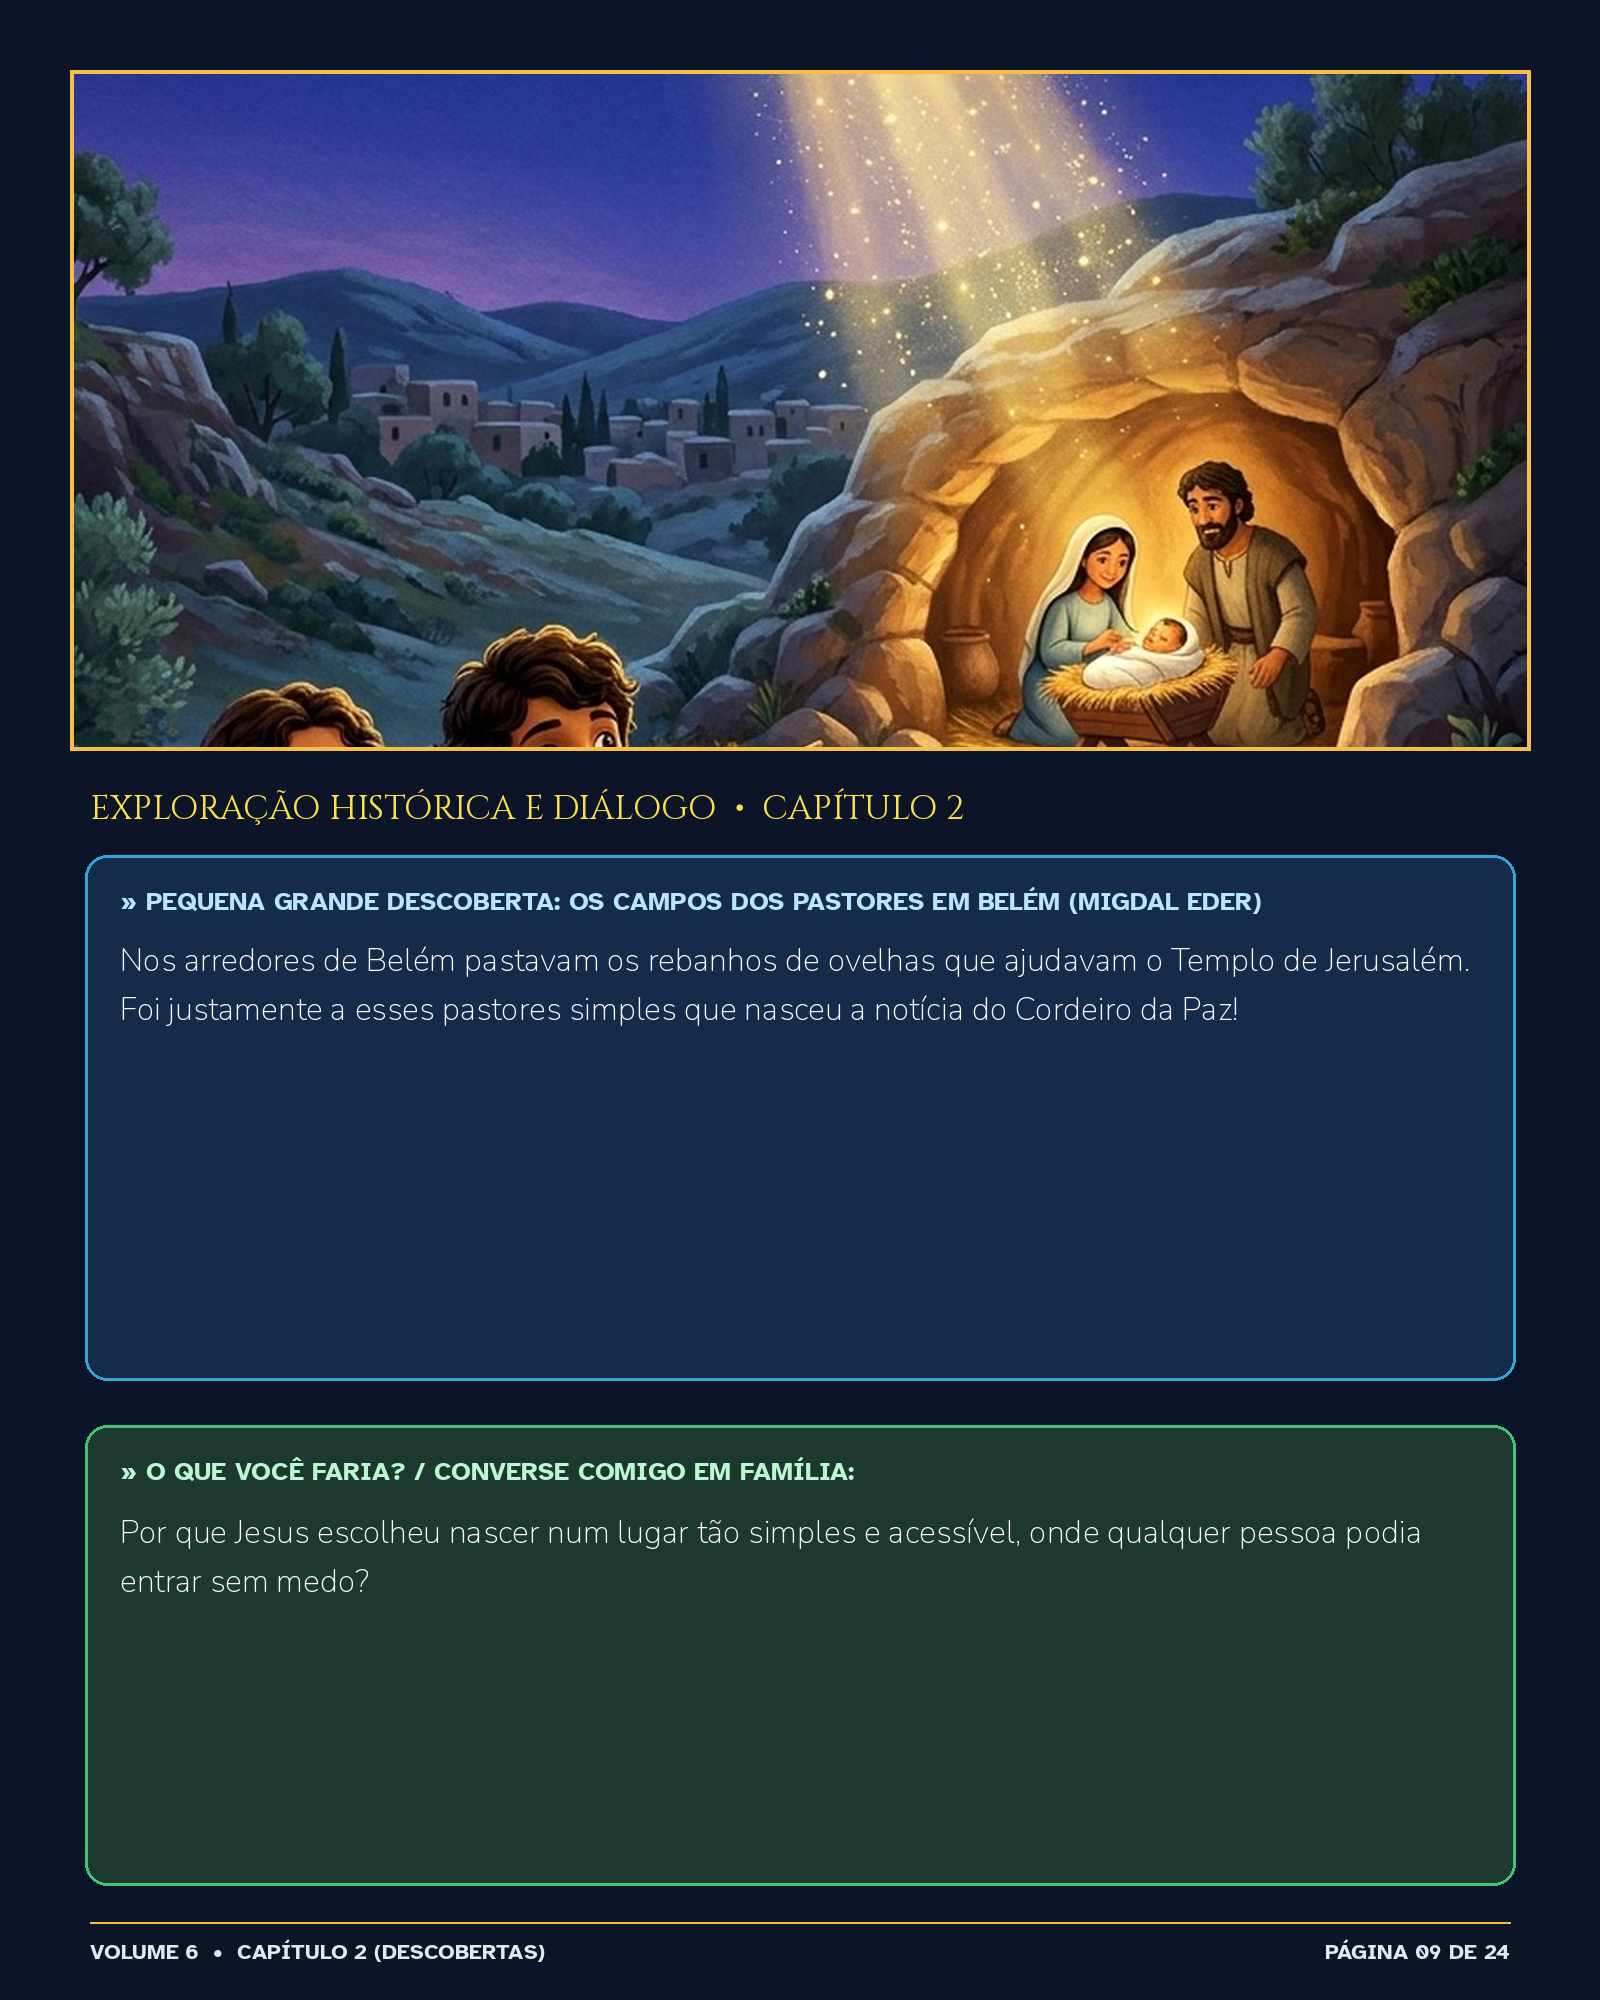 EXPLORAÇÃO HISTÓRICA E DIÁLOGO • CAPÍTULO 2
» PEQUENA GRANDE DESCOBERTA: OS CAMPOS DOS PASTORES EM BELÉM (MIGDAL EDER)
Nos arredores de Belém pastavam os rebanhos de ovelhas que ajudavam o Templo de Jerusalém.
Foi justamente a esses pastores simples que nasceu a notícia do Cordeiro da Paz!
» O QUE VOCÊ FARIA? / CONVERSE COMIGO EM FAMÍLIA:
Por que Jesus escolheu nascer num lugar tão simples e acessível, onde qualquer pessoa podia
entrar sem medo?
VOLUME 6 • CAPÍTULO 2 (DESCOBERTAS)
PÁGINA 09 DE 24